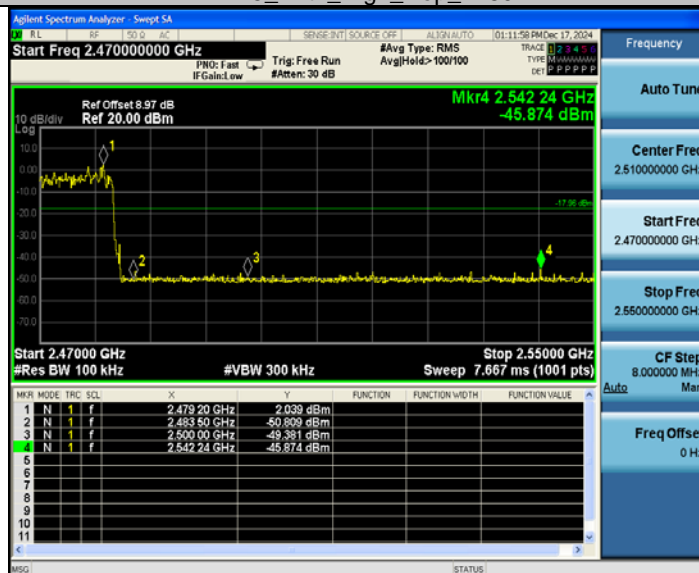 Agilent Spectrum Analyzer - Swept SA
RL RF 50 Ω AC SENSE:INT SOURCE OFF ALIGN AUTO 01:11:58 PM Dec 17, 2024
Start Freq 2.470000000 GHz
PNO: Fast
IFGain:Low
Trig: Free Run
#Atten: 30 dB
#Avg Type: RMS
Avg|Hold>100/100
TRACE 1 2 3 4 5 6
TYPE MWWWWW
DET P P P P P P
Frequency
Mkr4 2.542 24 GHz
-45.874 dBm
Ref Offset 8.97 dB
10 dB/div Ref 20.00 dBm
Log
10.0
0.00
-10.0
-20.0
-30.0
-40.0
-50.0
-60.0
-70.0
1
2
3
4
-17.96 dBm
Start 2.47000 GHz Stop 2.55000 GHz
#Res BW 100 kHz #VBW 300 kHz Sweep 7.667 ms (1001 pts)
MKR MODE TRC SCL X Y FUNCTION FUNCTION WIDTH FUNCTION VALUE
1 N 1 f 2.479 20 GHz 2.039 dBm
2 N 1 f 2.483 50 GHz -50.809 dBm
3 N 1 f 2.500 00 GHz -49.381 dBm
4 N 1 f 2.542 24 GHz -45.874 dBm
5
6
7
8
9
10
11
MSG STATUS
Auto Tune
Center Freq
2.510000000 GHz
Start Freq
2.470000000 GHz
Stop Freq
2.550000000 GHz
CF Step
8.000000 MHz
Auto Man
Freq Offset
0 Hz